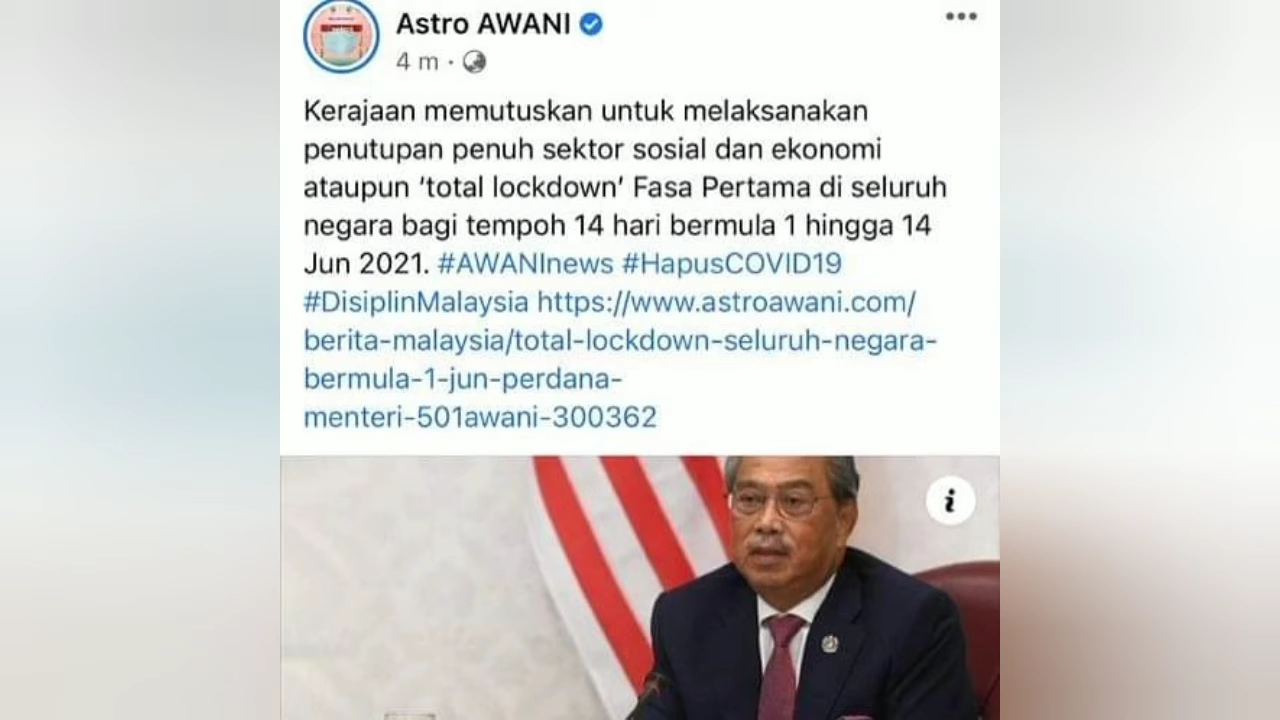 Astro AWANI
4 m
Kerajaan memutuskan untuk melaksanakan
penutupan penuh sektor sosial dan ekonomi
ataupun ‘total lockdown’ Fasa Pertama di seluruh
negara bagi tempoh 14 hari bermula 1 hingga 14
Jun 2021. #AWANInews #HapusCOVID19
#DisiplinMalaysia https://www.astroawani.com/
berita-malaysia/total-lockdown-seluruh-negara-
bermula-1-jun-perdana-
menteri-501awani-300362